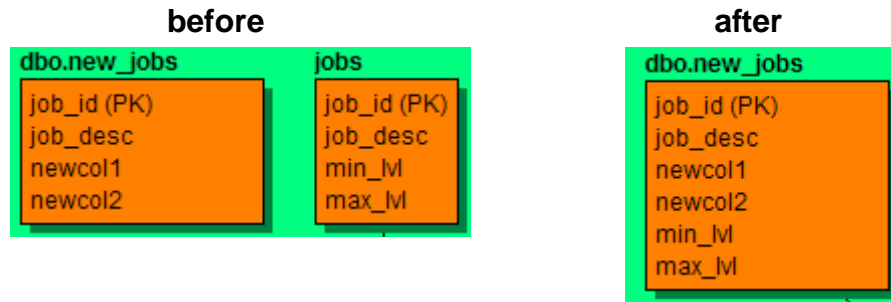 before
after
dbo.new_jobs
job_id (PK)
job_desc
newcol1
newcol2
jobs
job_id (PK)
job_desc
min_lvl
max_lvl
dbo.new_jobs
job_id (PK)
job_desc
newcol1
newcol2
min_lvl
max_lvl